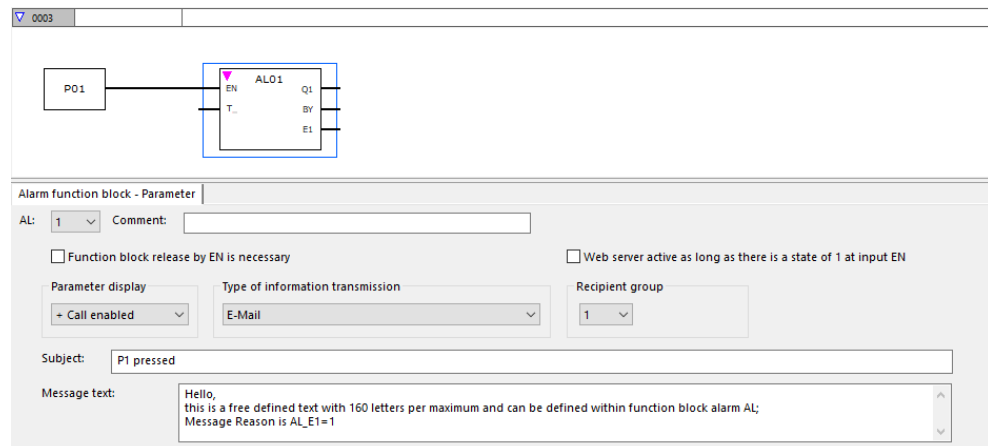 0003
P01
AL01
EN
Q1
T_
BY
E1
Alarm function block - Parameter
AL: 1 Comment:
Function block release by EN is necessary
Web server active as long as there is a state of 1 at input EN
Parameter display
Type of information transmission
Recipient group
+ Call enabled
E-Mail
1
Subject: P1 pressed
Message text: Hello,
this is a free defined text with 160 letters per maximum and can be defined within function block alarm AL;
Message Reason is AL_E1=1